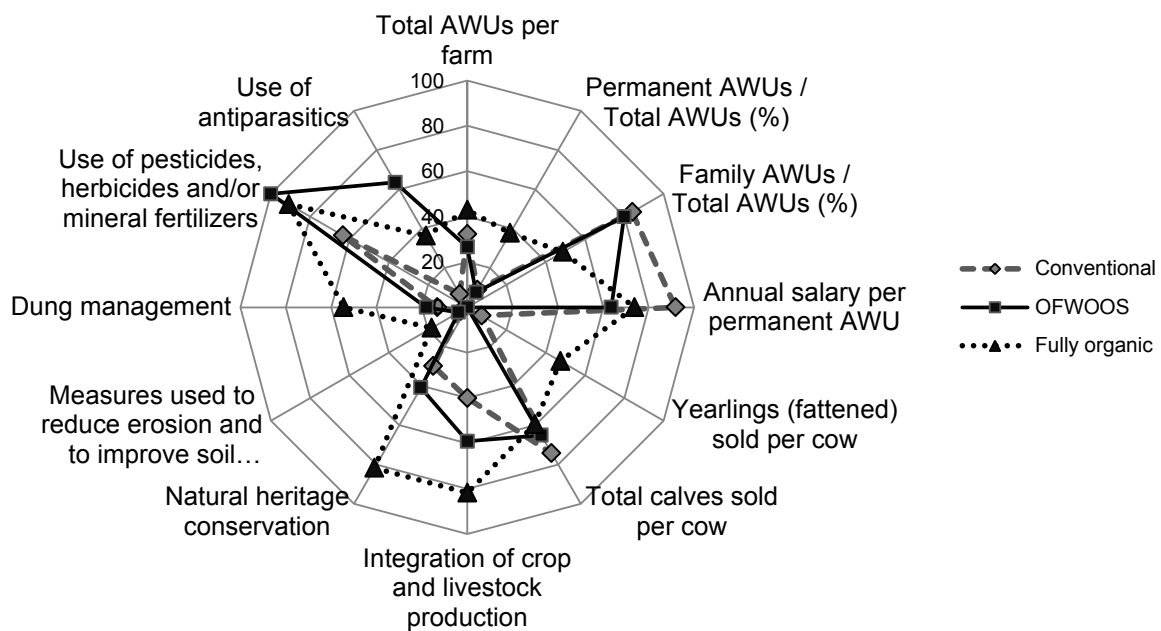 Total AWUs per
farm
Permanent AWUs /
Total AWUs (%)
Family AWUs /
Total AWUs (%)
Annual salary per
permanent AWU
Yearlings (fattened)
sold per cow
Total calves sold
per cow
Integration of crop
and livestock
production
Natural heritage
conservation
Measures used to
reduce erosion and
to improve soil…
Dung management
Use of pesticides,
herbicides and/or
mineral fertilizers
Use of
antiparasitics
100
80
60
40
20
0
Conventional
OFWOOS
Fully organic